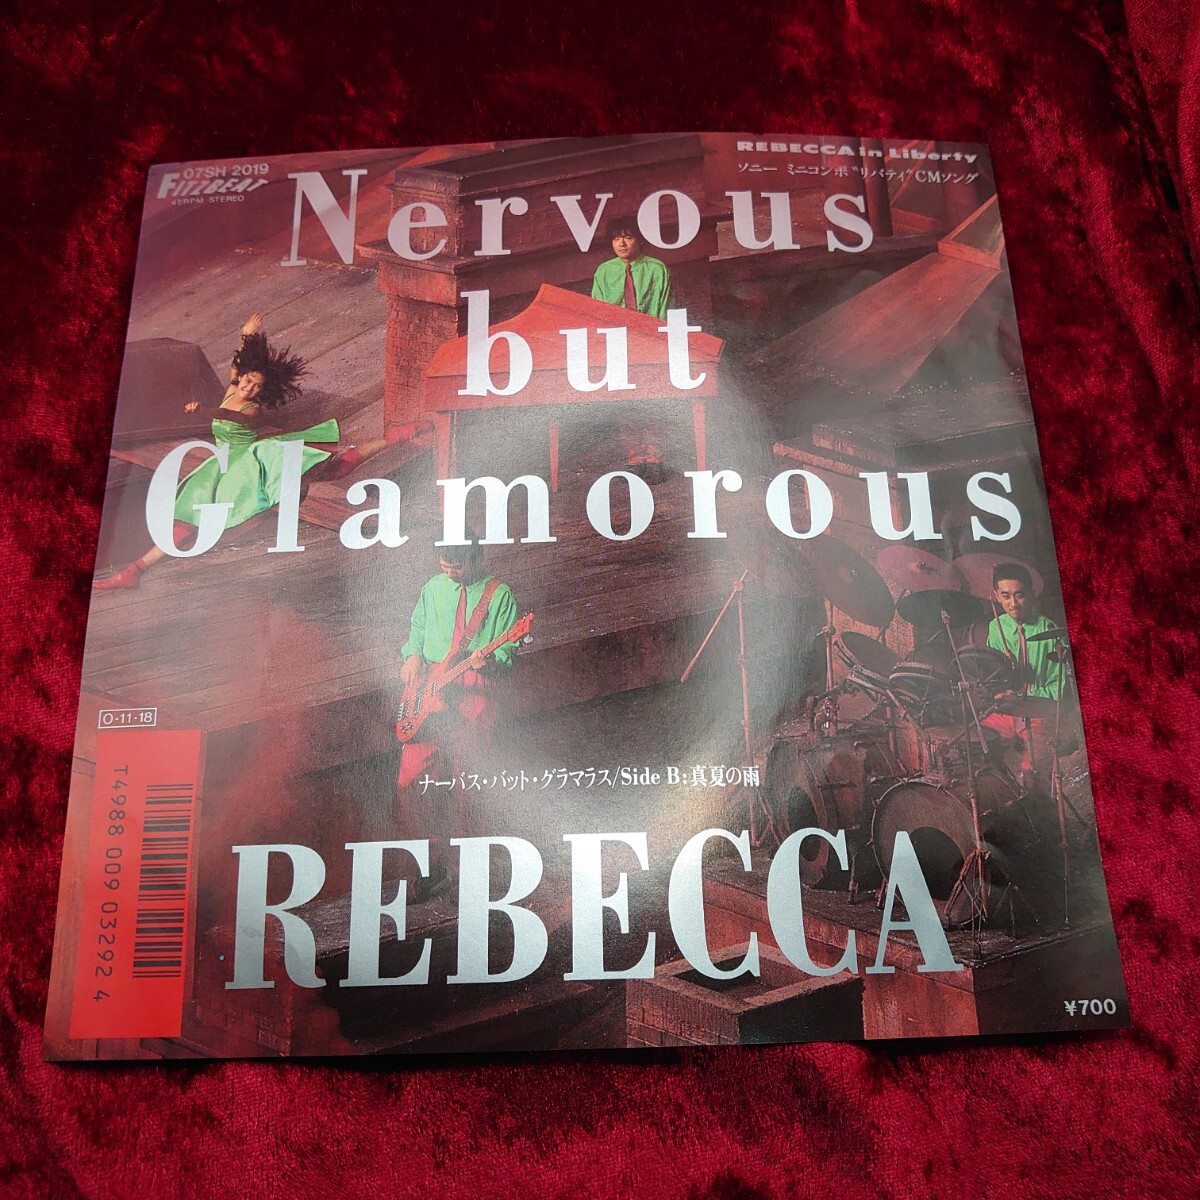 07SH 2019
FITZBEAT
45RPM STEREO
REBECCA in Liberty
ソニー ミニコンポ“リバティ”CMソング
Nervous
but
Glamorous
O-11-18
T4988 009 03292 4
ナーバス・バット・グラマラス/Side B:真夏の雨
REBECCA
¥700